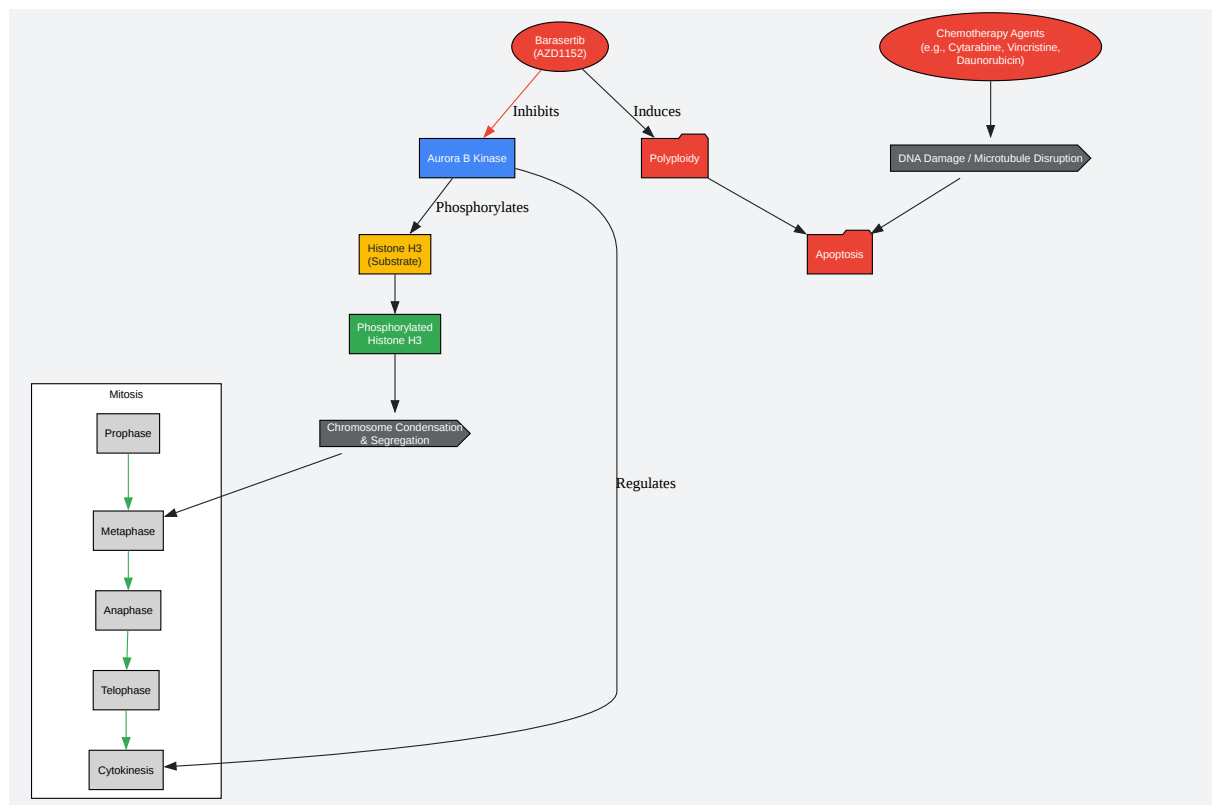 Barasertib
(AZD1152)
Chemotherapy Agents
(e.g., Cytarabine, Vincristine,
Daunorubicin)
Inhibits
Induces
Aurora B Kinase
Polyploidy
DNA Damage / Microtubule Disruption
Phosphorylates
Histone H3
(Substrate)
Apoptosis
Phosphorylated
Histone H3
Mitosis
Prophase
Chromosome Condensation
& Segregation
Regulates
Metaphase
Anaphase
Telophase
Cytokinesis